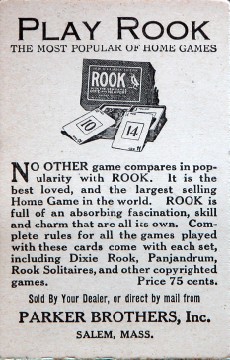 PLAY ROOK
THE MOST POPULAR OF HOME GAMES
ROOK
10
14
NO OTHER game compares in pop-
ularity with ROOK. It is the
best loved, and the largest selling
Home Game in the world. ROOK is
full of an absorbing fascination, skill
and charm that are all its own. Com-
plete rules for all the games played
with these cards come with each set,
including Dixie Rook, Panjandrum,
Rook Solitaires, and other copyrighted
games. Price 75 cents.
Sold By Your Dealer, or direct by mail from
PARKER BROTHERS, Inc.
SALEM, MASS.